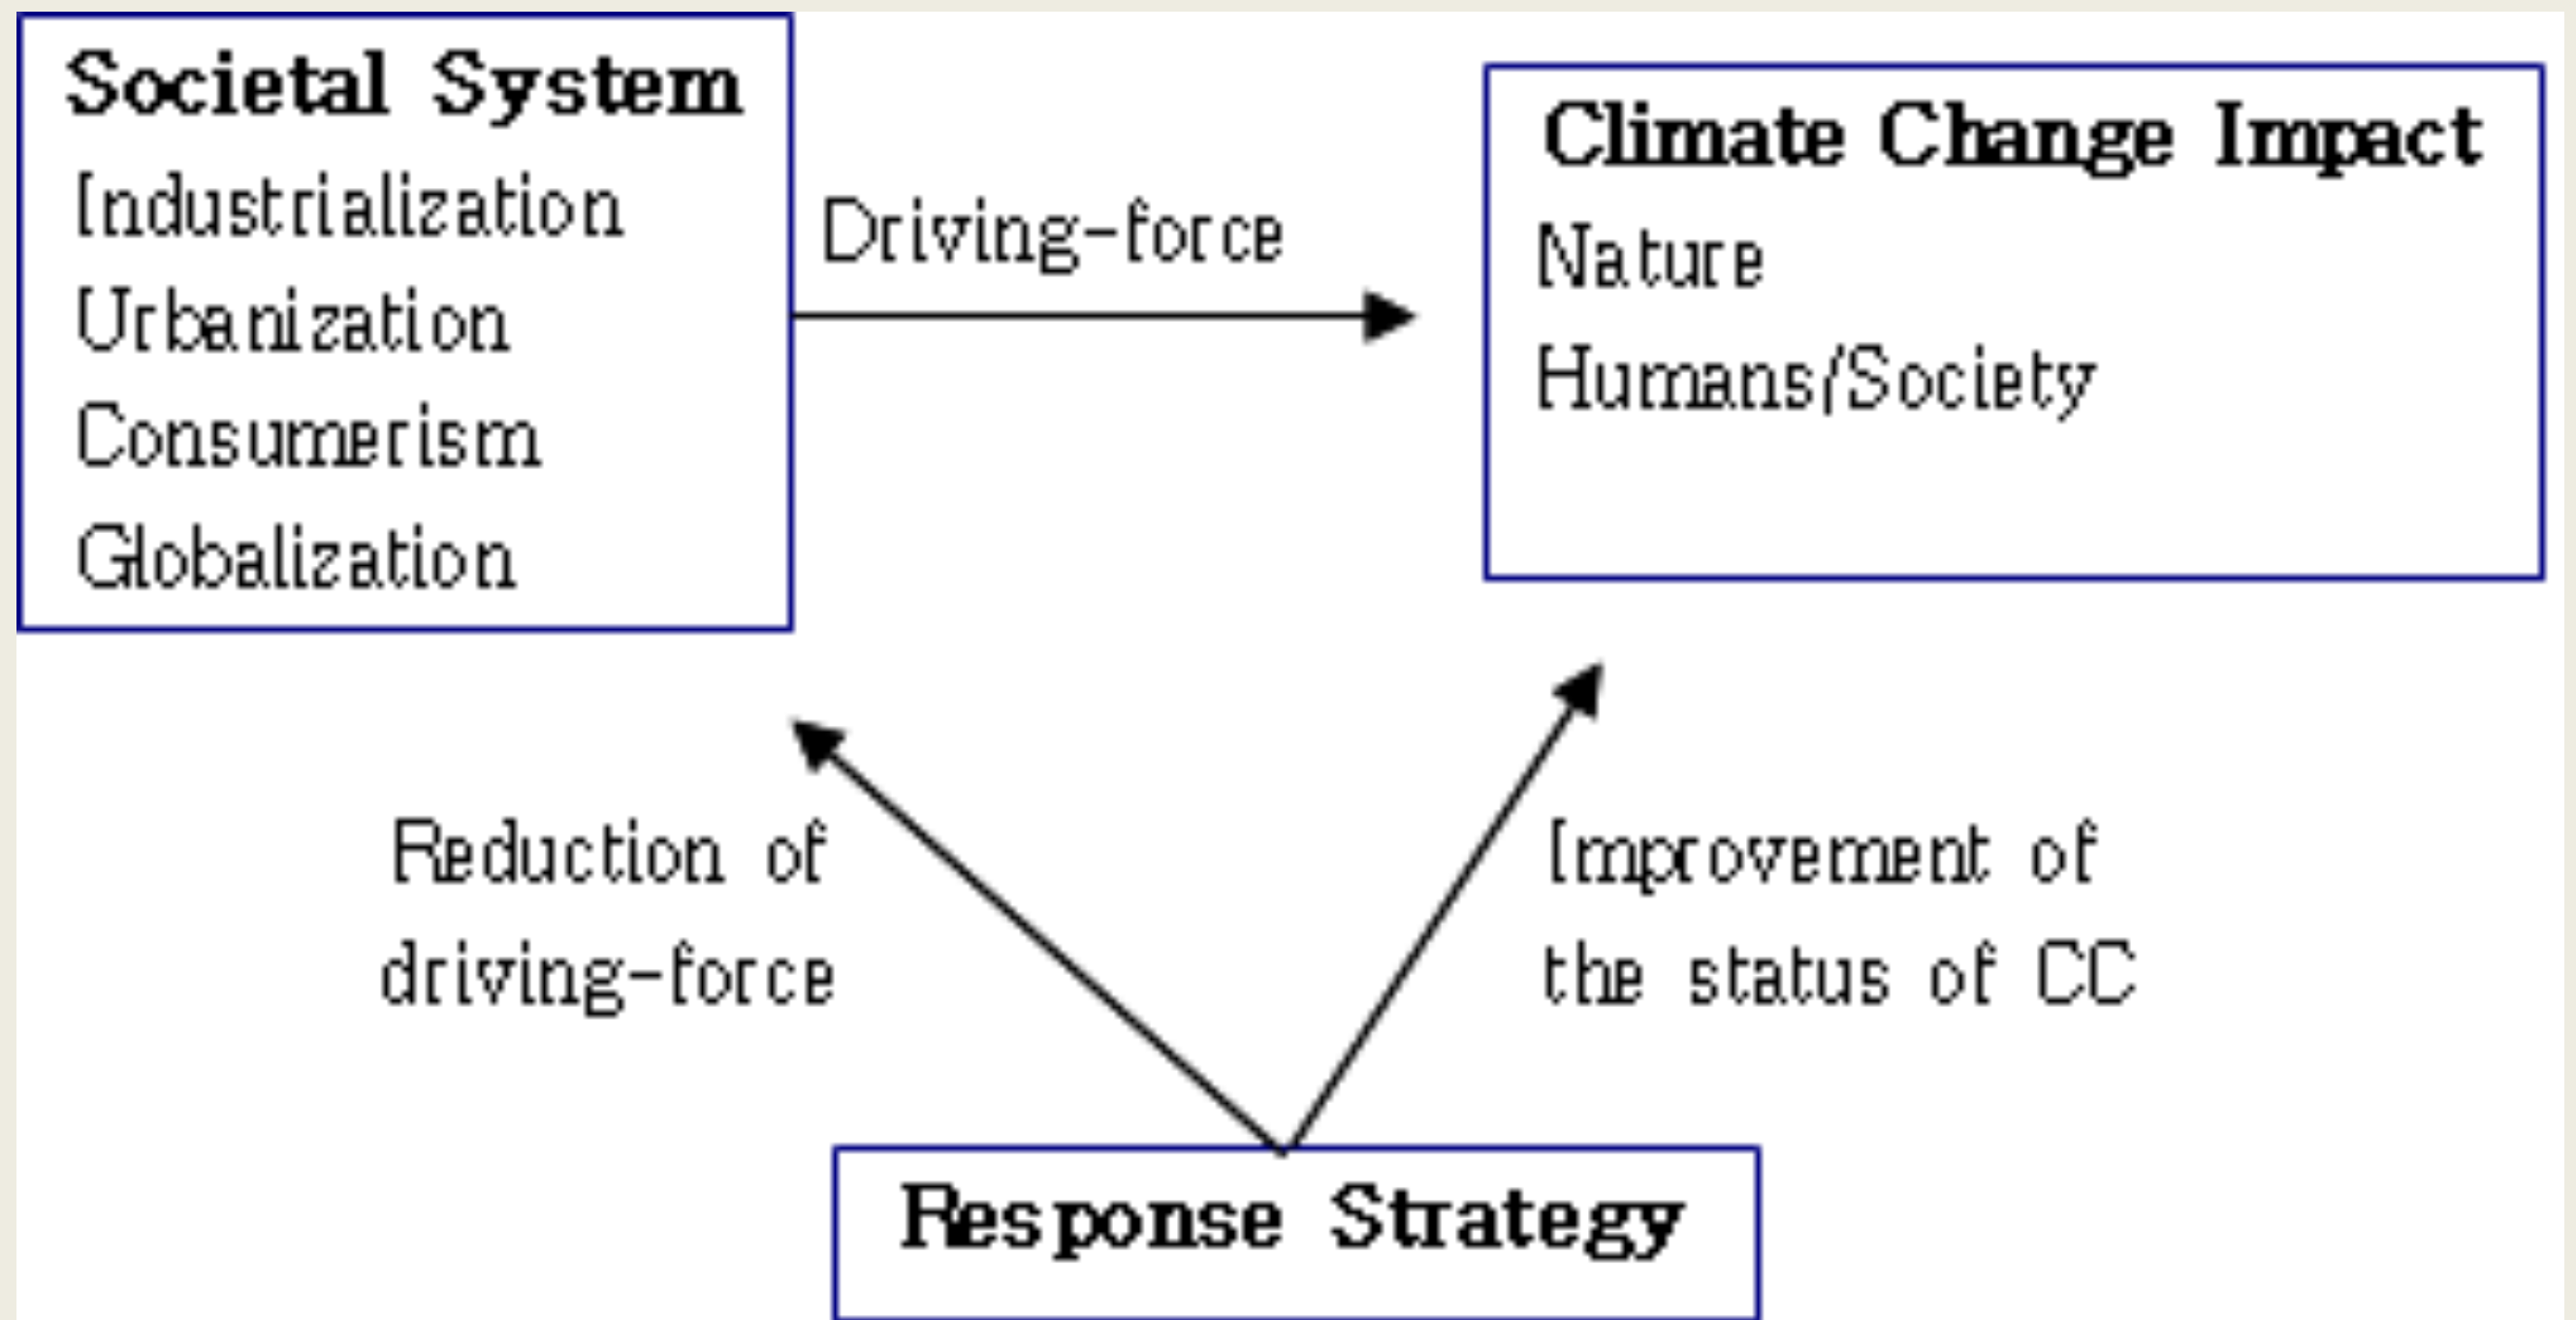 Societal System
Industrialization
Urbanization
Consumerism
Globalization
Driving-force
Climate Change Impact
Nature
Humans/Society
Reduction of
driving-force
Improvement of
the status of CC
Response Strategy